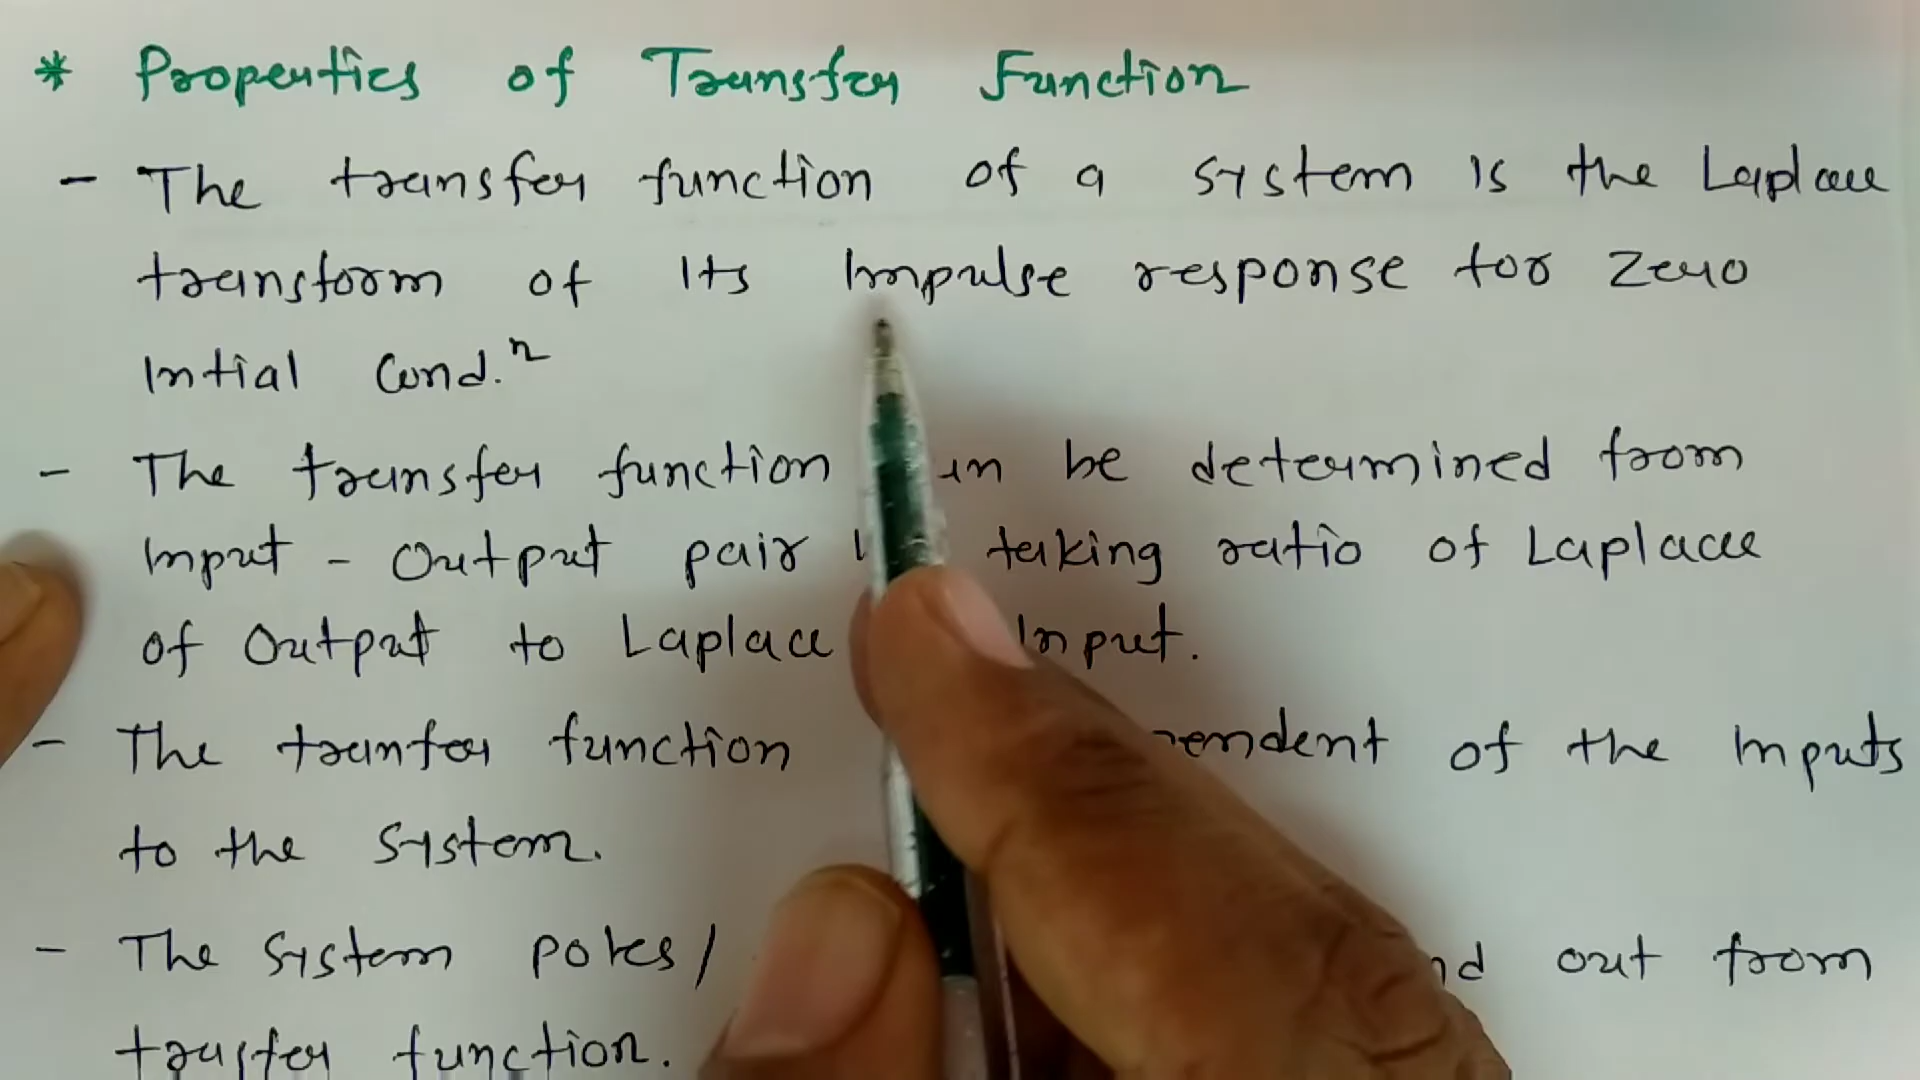 * Properties of Transfer Function
- The transfer function of a system is the Laplace
transform of its impulse response for zero
intial cond.n
- The transfer function be determined from
input - output pair taking ratio of Laplace
of output to Laplace input.
- The tranfer function of the inputs
to the system.
- The system poles/ out from
trasfer function.